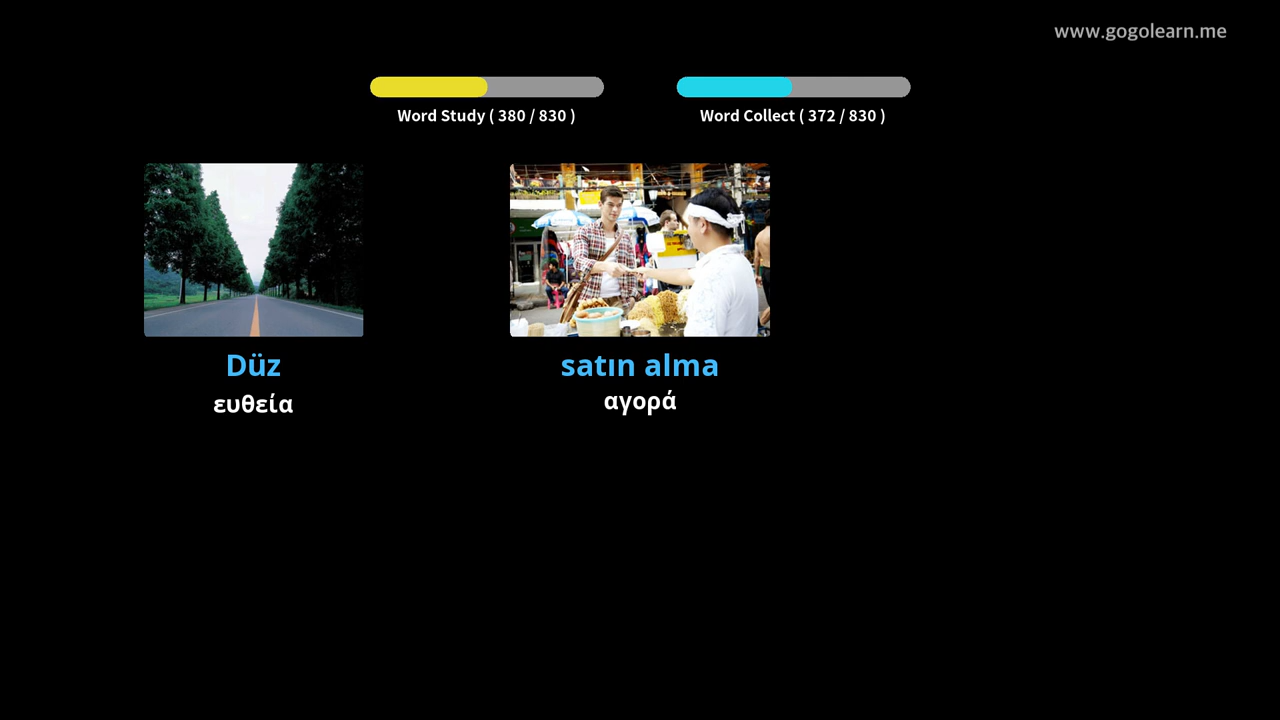 www.gogolearn.me
Word Study ( 380 / 830 )
Word Collect ( 372 / 830 )
Düz
ευθεία
satın alma
αγορά